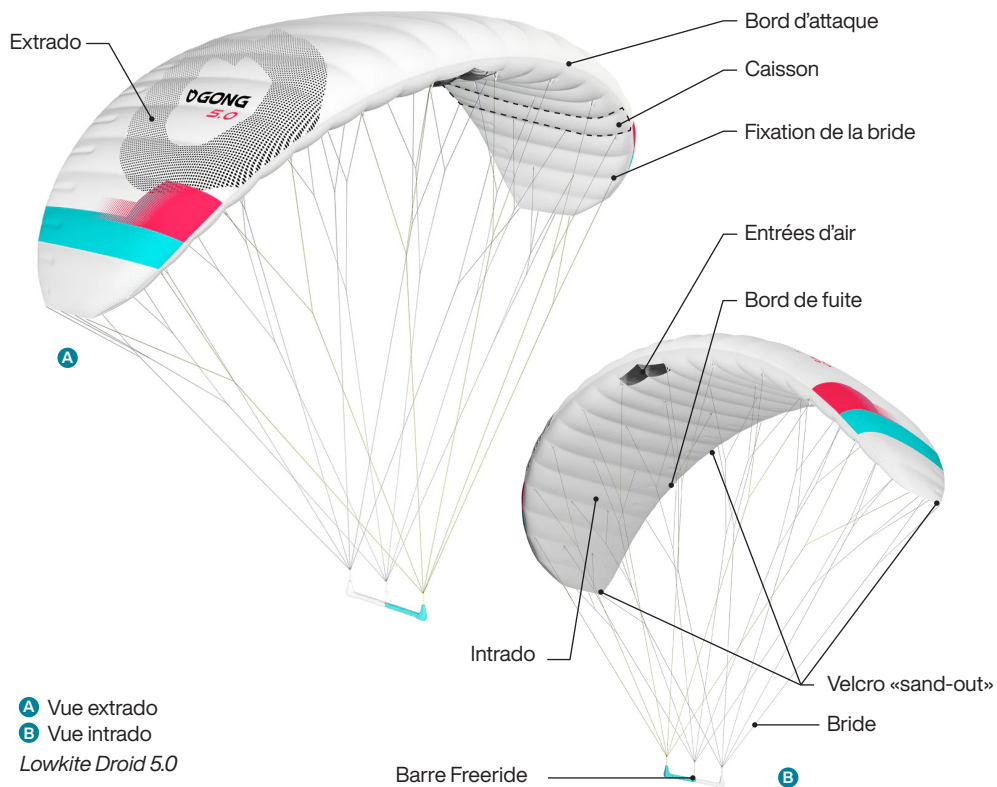 Bord d’attaque
Extrado
Caisson
GONG
5.0
Fixation de la bride
Entrées d’air
Bord de fuite
Intrado
Velcro «sand-out»
A Vue extrado
B Vue intrado
Bride
Lowkite Droid 5.0
Barre Freeride
A
B